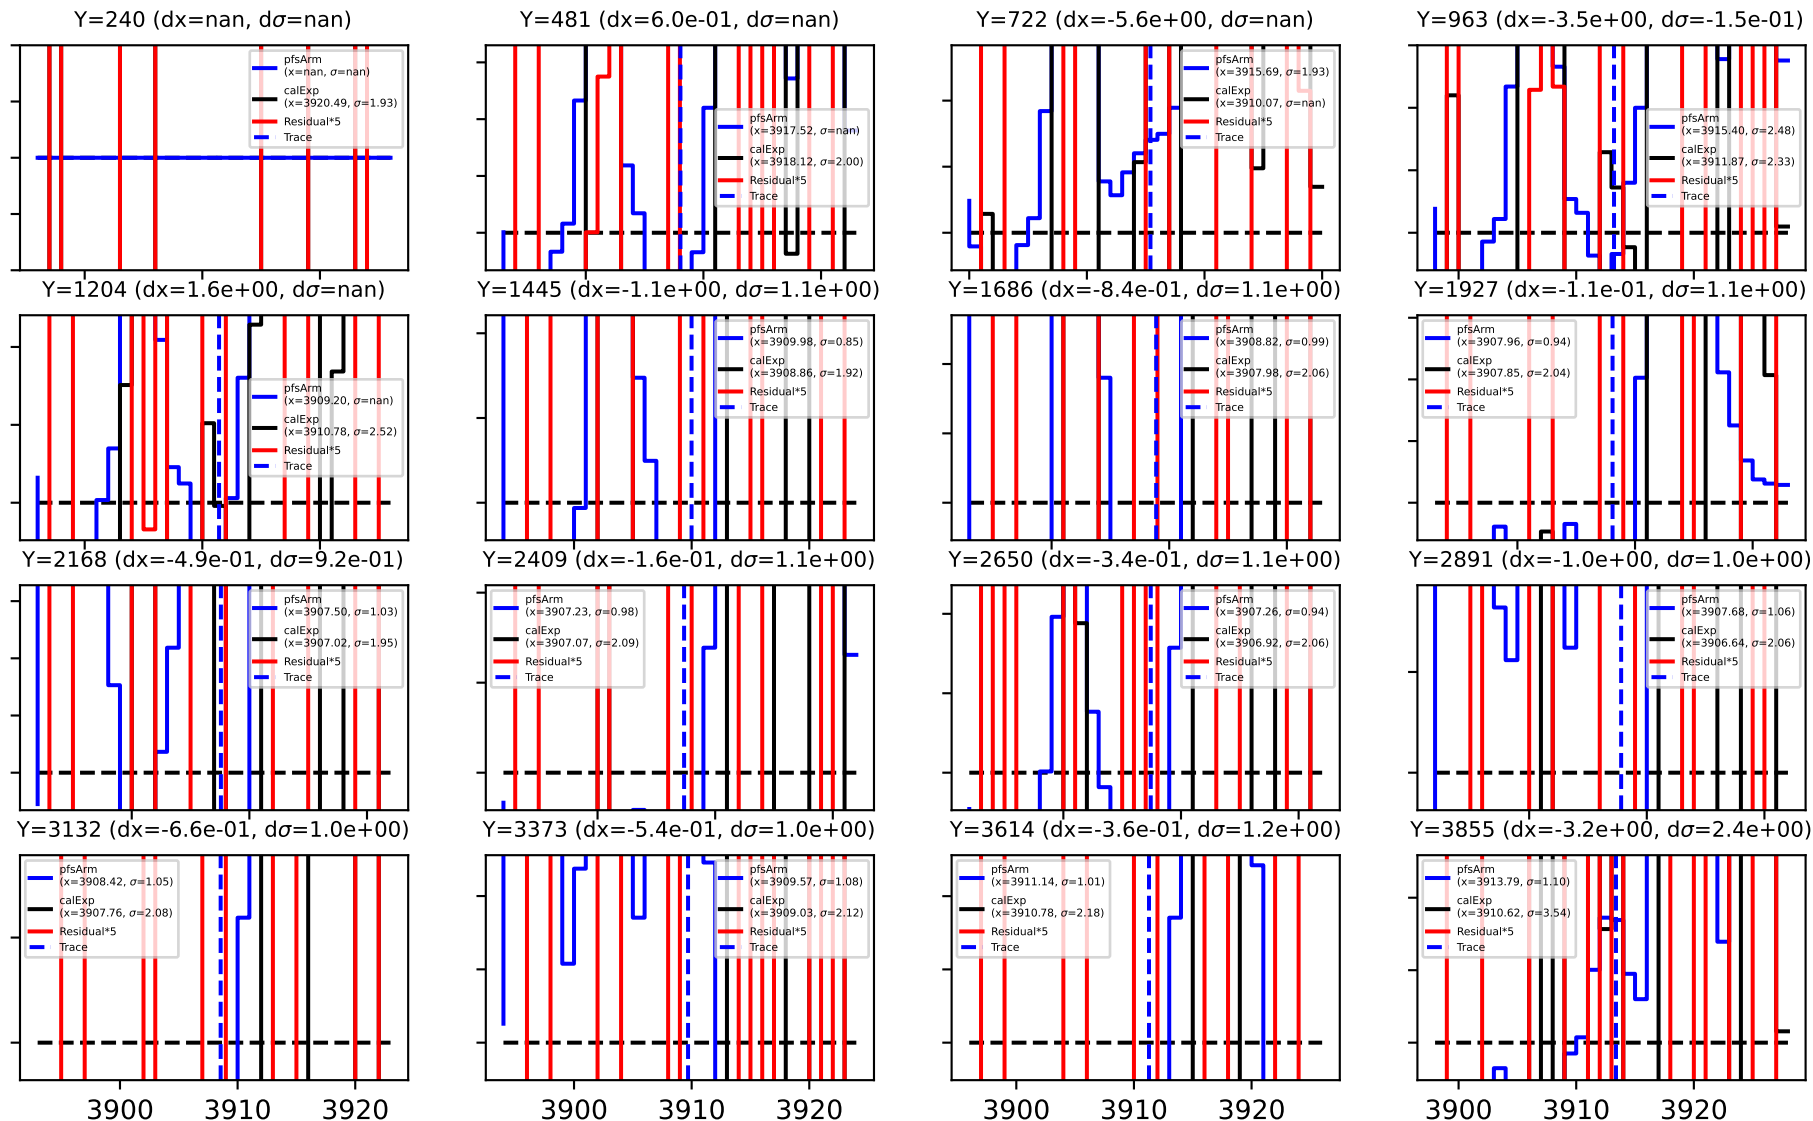 Y=240 (dx=nan, dσ=nan)
pfsArm
(x=nan, σ=nan)
calExp
(x=3920.49, σ=1.93)
Residual*5
Trace
Y=481 (dx=6.0e-01, dσ=nan)
pfsArm
(x=3917.52, σ=nan)
calExp
(x=3918.12, σ=2.00)
Residual*5
Trace
Y=722 (dx=-5.6e+00, dσ=nan)
pfsArm
(x=3915.69, σ=1.93)
calExp
(x=3910.07, σ=nan)
Residual*5
Trace
Y=963 (dx=-3.5e+00, dσ=-1.5e-01)
pfsArm
(x=3915.40, σ=2.48)
calExp
(x=3911.87, σ=2.33)
Residual*5
Trace
Y=1204 (dx=1.6e+00, dσ=nan)
pfsArm
(x=3909.20, σ=nan)
calExp
(x=3910.78, σ=2.52)
Residual*5
Trace
Y=1445 (dx=-1.1e+00, dσ=1.1e+00)
pfsArm
(x=3909.98, σ=0.85)
calExp
(x=3908.86, σ=1.92)
Residual*5
Trace
Y=1686 (dx=-8.4e-01, dσ=1.1e+00)
pfsArm
(x=3908.82, σ=0.99)
calExp
(x=3907.98, σ=2.06)
Residual*5
Trace
Y=1927 (dx=-1.1e-01, dσ=1.1e+00)
pfsArm
(x=3907.96, σ=0.94)
calExp
(x=3907.85, σ=2.04)
Residual*5
Trace
Y=2168 (dx=-4.9e-01, dσ=9.2e-01)
pfsArm
(x=3907.50, σ=1.03)
calExp
(x=3907.02, σ=1.95)
Residual*5
Trace
Y=2409 (dx=-1.6e-01, dσ=1.1e+00)
pfsArm
(x=3907.23, σ=0.98)
calExp
(x=3907.07, σ=2.09)
Residual*5
Trace
Y=2650 (dx=-3.4e-01, dσ=1.1e+00)
pfsArm
(x=3907.26, σ=0.94)
calExp
(x=3906.92, σ=2.06)
Residual*5
Trace
Y=2891 (dx=-1.0e+00, dσ=1.0e+00)
pfsArm
(x=3907.68, σ=1.06)
calExp
(x=3906.64, σ=2.06)
Residual*5
Trace
Y=3132 (dx=-6.6e-01, dσ=1.0e+00)
pfsArm
(x=3908.42, σ=1.05)
calExp
(x=3907.76, σ=2.08)
Residual*5
Trace
3900 3910 3920
Y=3373 (dx=-5.4e-01, dσ=1.0e+00)
pfsArm
(x=3909.57, σ=1.08)
calExp
(x=3909.03, σ=2.12)
Residual*5
Trace
3900 3910 3920
Y=3614 (dx=-3.6e-01, dσ=1.2e+00)
pfsArm
(x=3911.14, σ=1.01)
calExp
(x=3910.78, σ=2.18)
Residual*5
Trace
3900 3910 3920
Y=3855 (dx=-3.2e+00, dσ=2.4e+00)
pfsArm
(x=3913.79, σ=1.10)
calExp
(x=3910.62, σ=3.54)
Residual*5
Trace
3900 3910 3920